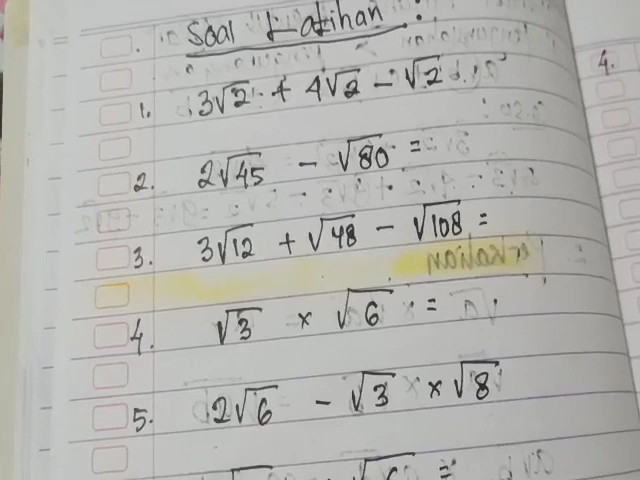 Soal Latihan :
1. 3√2 + 4√2 - √2
2. 2√45 - √80 =
3. 3√12 + √48 - √108 =
4. √3 × √6 =
5. 2√6 - √3 × √8
4.